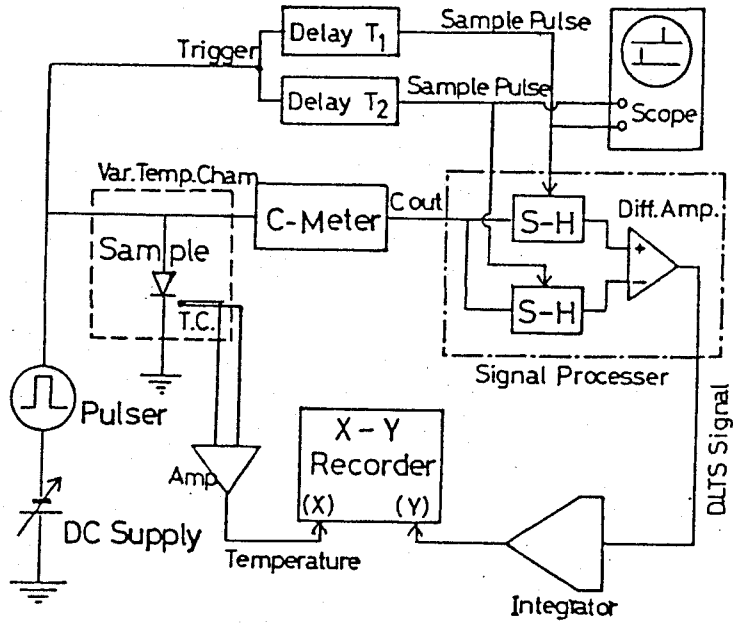 Sample Pulse
Delay T1
Trigger
Sample Pulse
Delay T2
Scope
Var.Temp.Cham
C-Meter
C out
S-H
Diff.Amp.
+
Sample
T.C.
S-H
−
Signal Processer
Pulser
X-Y
Recorder
(X) (Y)
Amp
DLTS Signal
DC Supply
Temperature
Integrator